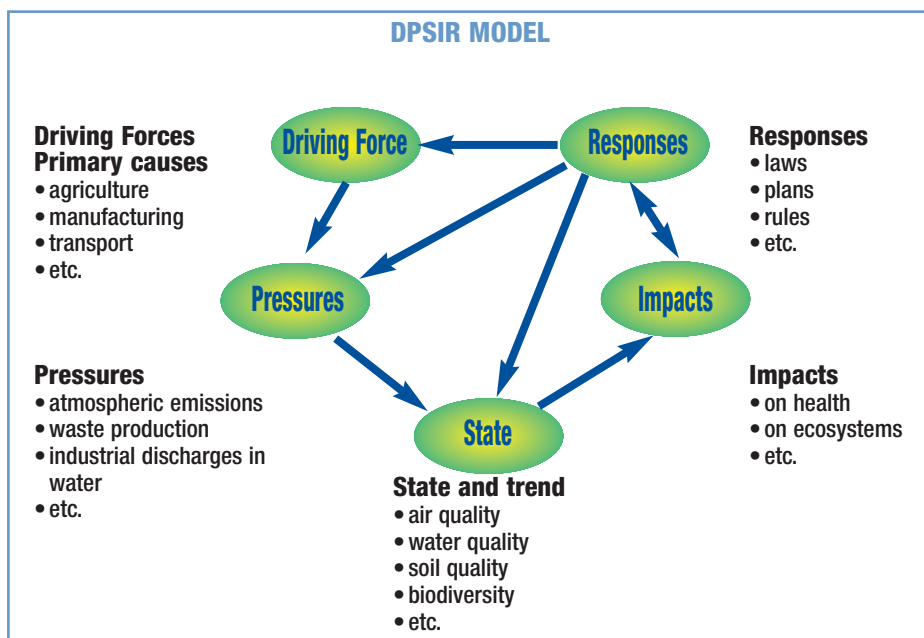 DPSIR MODEL
Driving Force
Responses
Driving Forces
Primary causes
• agriculture
• manufacturing
• transport
• etc.
Responses
• laws
• plans
• rules
• etc.
Pressures
Impacts
Pressures
• atmospheric emissions
• waste production
• industrial discharges in
water
• etc.
Impacts
• on health
• on ecosystems
• etc.
State
State and trend
• air quality
• water quality
• soil quality
• biodiversity
• etc.